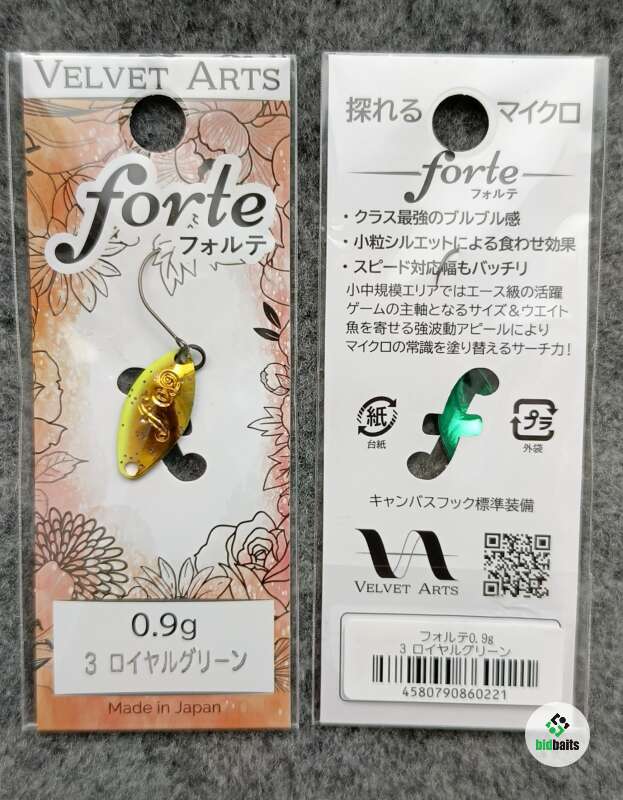 VELVET ARTS
forte
フォルテ
0.9g
3 ロイヤルグリーン
Made in Japan
探れる マイクロ
forte
フォルテ
・クラス最強のブルブル感
・小粒シルエットによる食わせ効果
・スピード対応幅もバッチリ
小中規模エリアではエース級の活躍
ゲームの主軸となるサイズ＆ウエイト
魚を寄せる強波動アピールにより
マイクロの常識を塗り替えるサーチ力！
紙
台紙
プラ
外袋
キャンバスフック標準装備
VELVET ARTS
フォルテ0.9g
3 ロイヤルグリーン
4580790860221
bidbaits